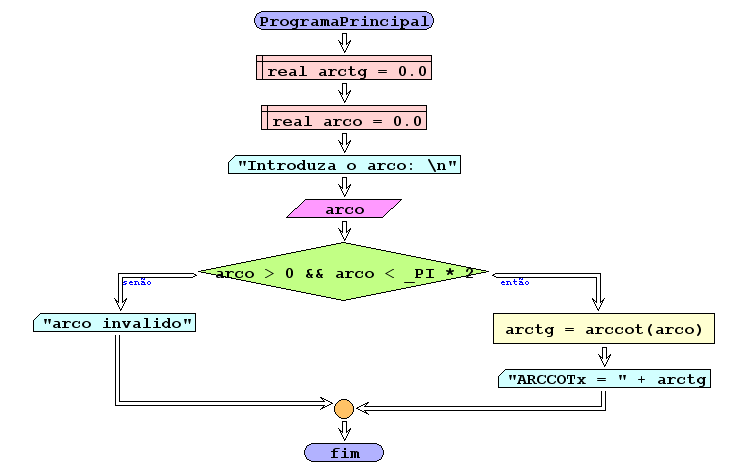 ProgramaPrincipal
real arctg = 0.0
real arco = 0.0
"Introduza o arco: \n"
arco
arco > 0 && arco < _PI * 2
senão
então
"arco invalido"
arctg = arccot(arco)
"ARCCOTx = " + arctg
fim